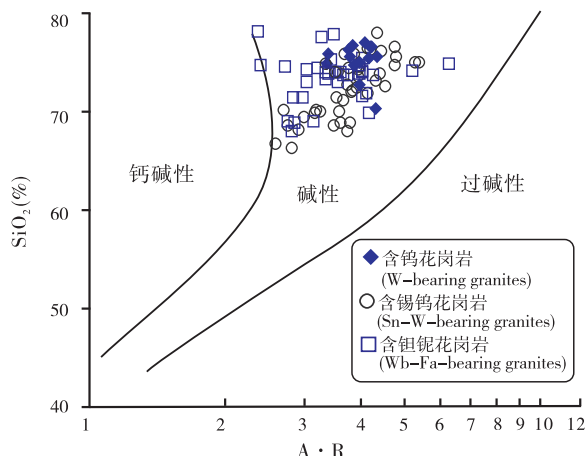 80
70
60
50
40
SiO₂(%)
钙碱性
碱性
过碱性
含钨花岗岩
(W-bearing granites)
含锡钨花岗岩
(Sn-W-bearing granites)
含钽铌花岗岩
(Wb-Fa-bearing granites)
1 2 3 4 5 6 7 8 9 10 12
A · R